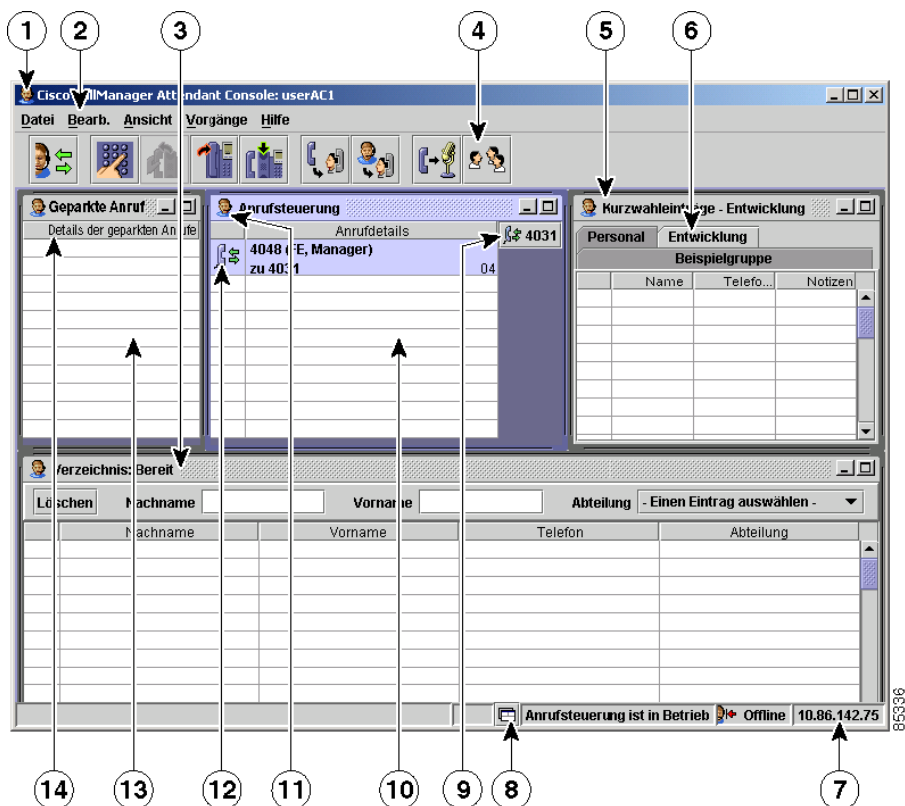 1 2 3 4 5 6
Cisco CallManager Attendant Console: userAC1
Datei Bearb. Ansicht Vorgänge Hilfe
Geparkte Anruf
Details der geparkten Anrufe
Anrufsteuerung
Anrufdetails
4048 (FE, Manager)
zu 4031 04
4031
Kurzwahleinträge - Entwicklung
Personal Entwicklung
Beispielgruppe
Name Telefo... Notizen
Verzeichnis: Bereit
Löschen Nachname Vorname Abteilung - Einen Eintrag auswählen -
Nachname Vorname Telefon Abteilung
Anrufsteuerung ist in Betrieb Offline 10.86.142.75
85336
14 13 12 11 10 9 8 7